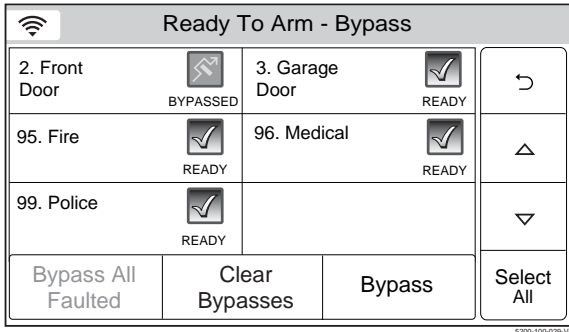 Ready To Arm - Bypass
2. Front
Door
BYPASSED
3. Garage
Door
READY
95. Fire
READY
96. Medical
READY
99. Police
READY
Bypass All
Faulted
Clear
Bypasses
Bypass
Select
All